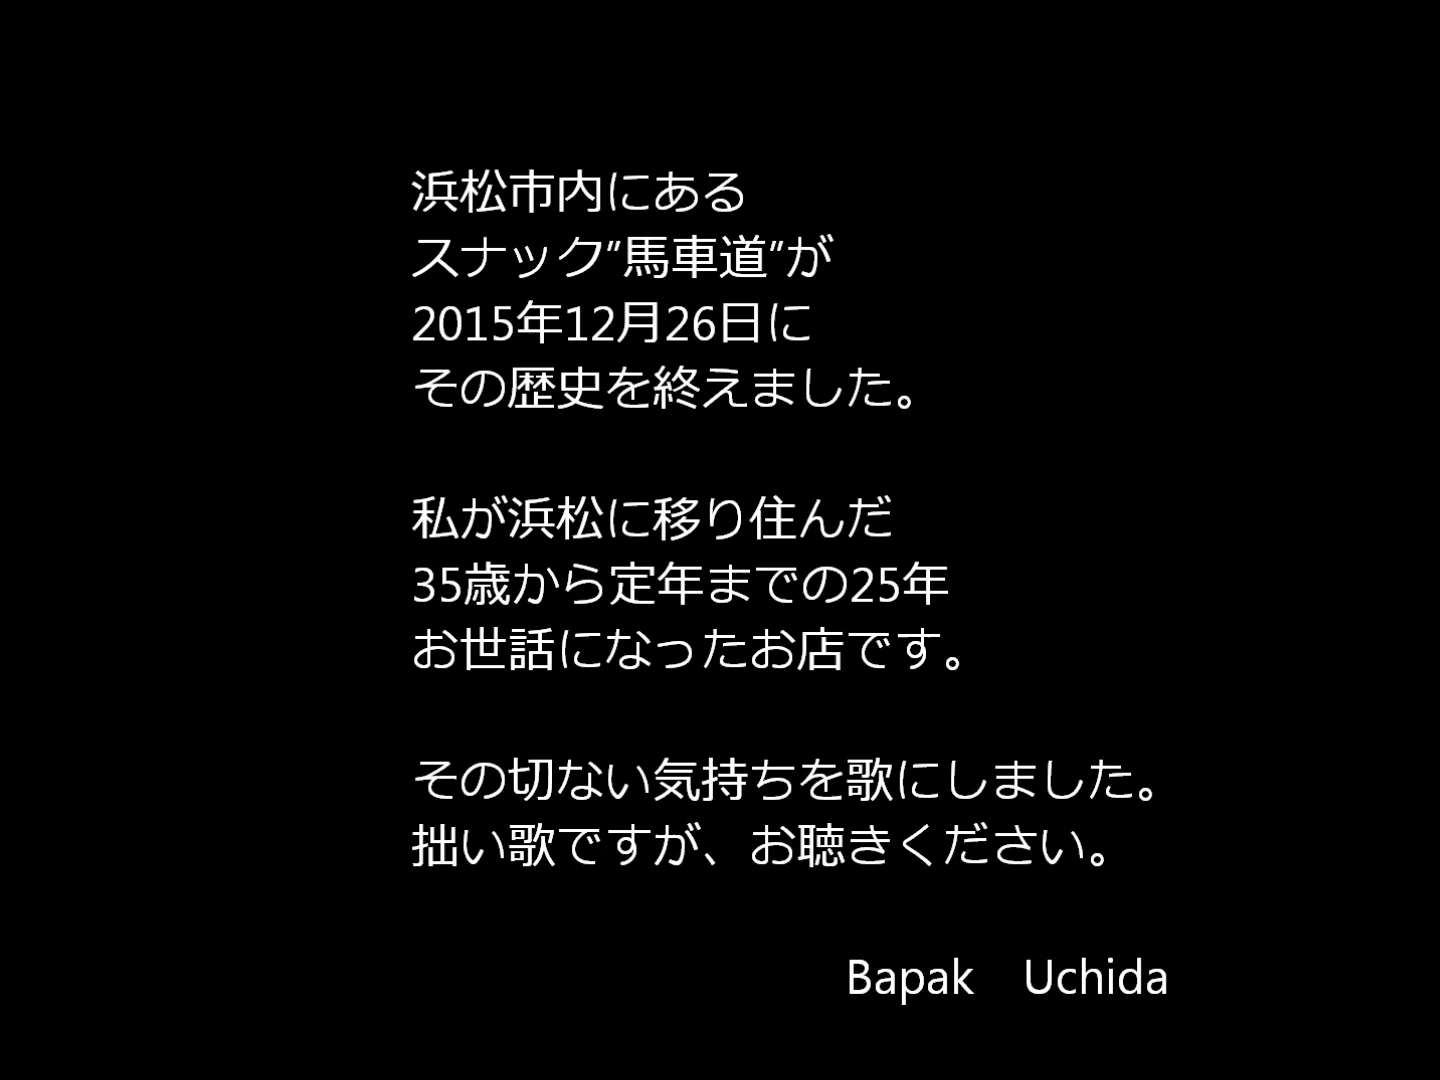 浜松市内にある
スナック”馬車道”が
2015年12月26日に
その歴史を終えました。
私が浜松に移り住んだ
35歳から定年までの25年
お世話になったお店です。
その切ない気持ちを歌にしました。
拙い歌ですが、お聴きください。
Bapak　Uchida